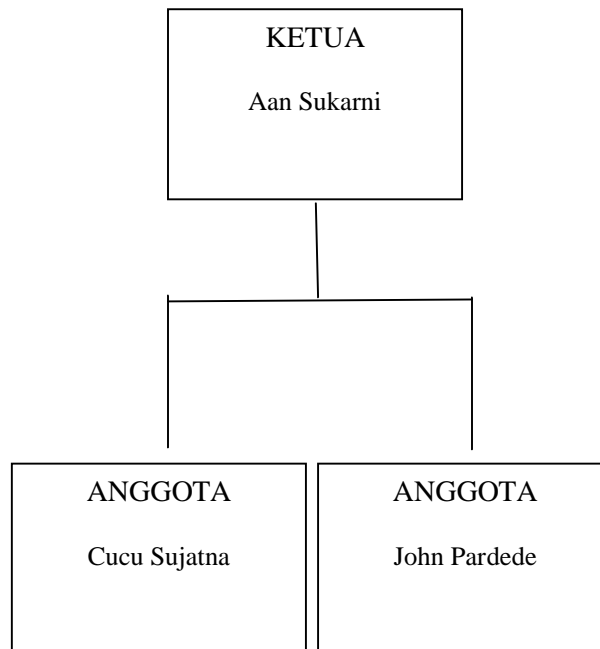 KETUA
Aan Sukarni
ANGGOTA
Cucu Sujatna
ANGGOTA
John Pardede